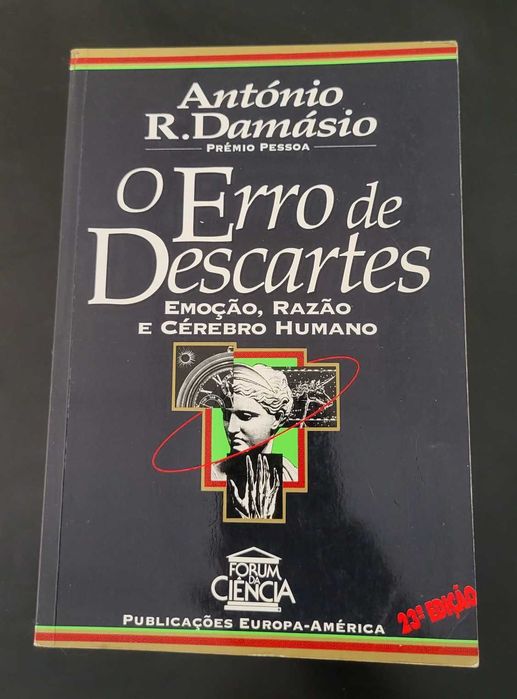 António
R. Damásio
PRÉMIO PESSOA
O Erro de
Descartes
EMOÇÃO, RAZÃO
E CÉREBRO HUMANO
FORUM
DA
CIÊNCIA
PUBLICAÇÕES EUROPA-AMÉRICA
23ª EDIÇÃO